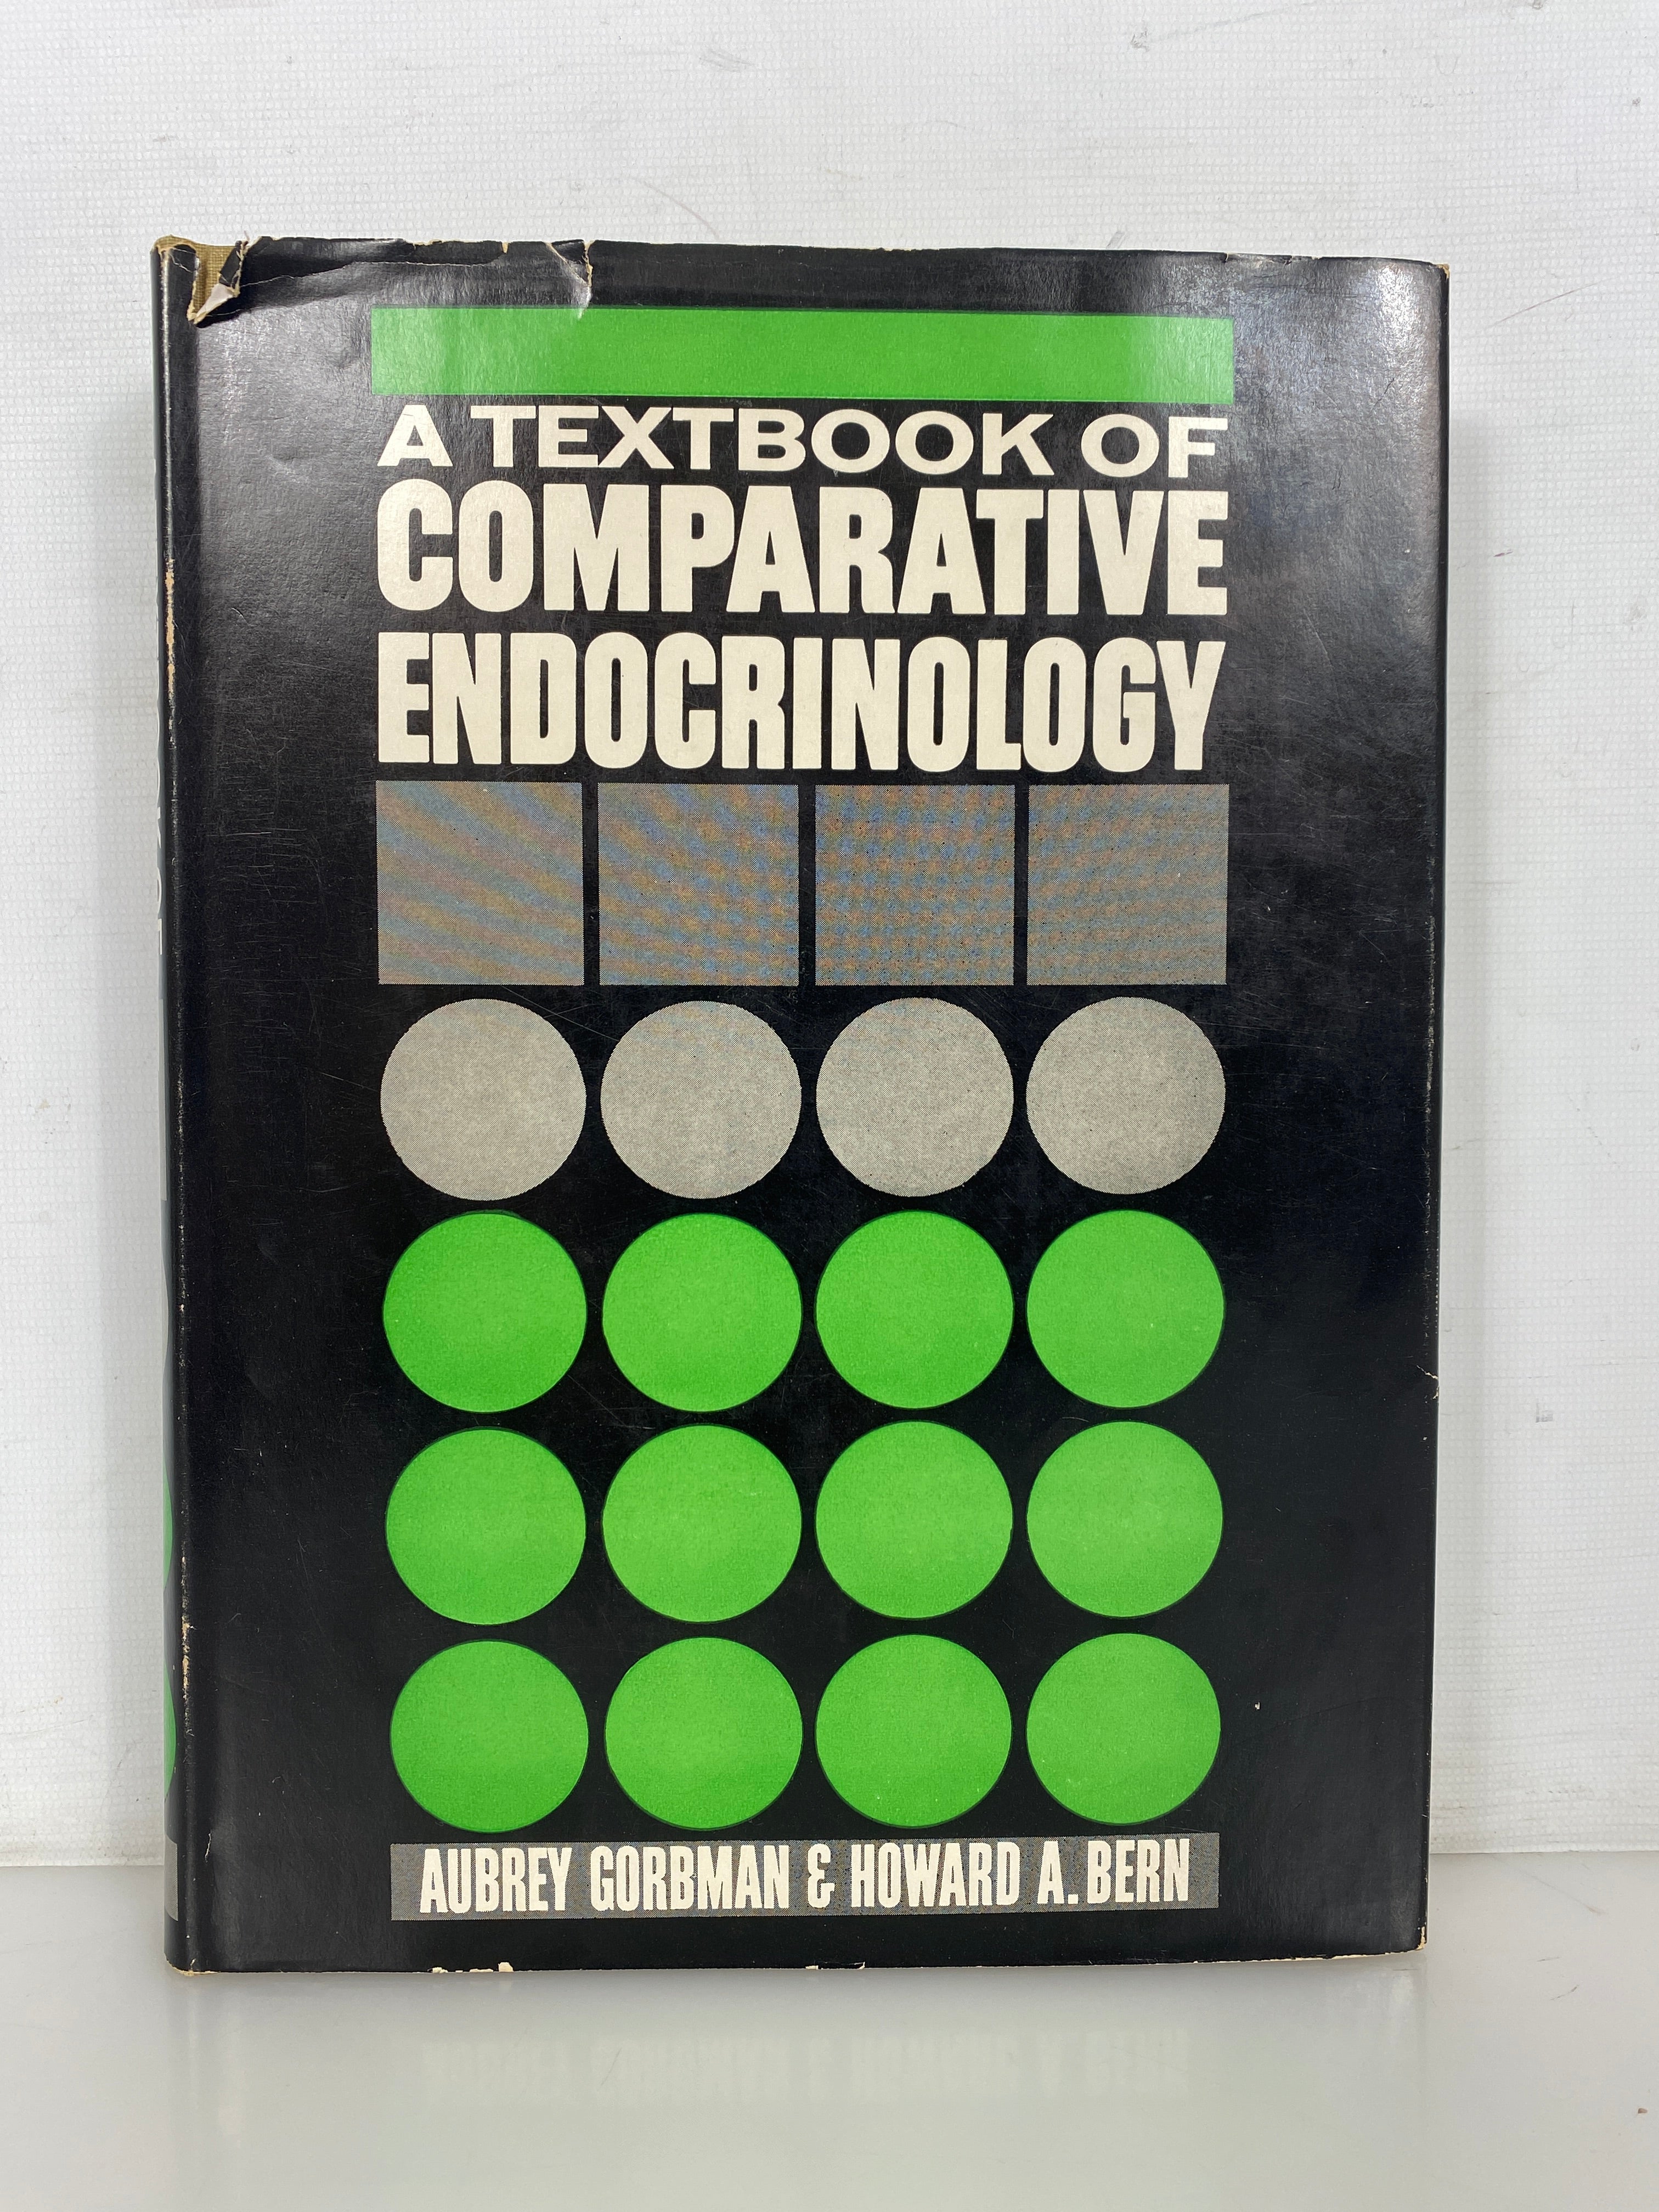 A TEXTBOOK OF
COMPARATIVE
ENDOCRINOLOGY
AUBREY GORBMAN & HOWARD A. BERN